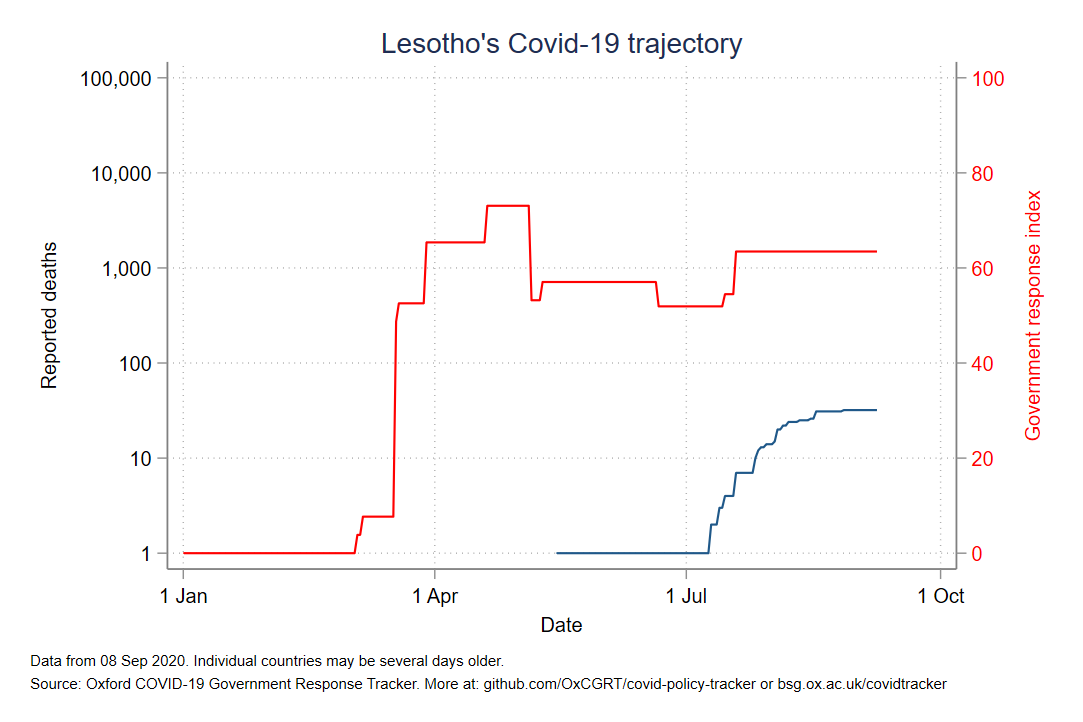 Lesotho's Covid-19 trajectory
100,000
10,000
1,000
100
10
1
Reported deaths
100
80
60
40
20
0
Government response index
1 Jan
1 Apr
1 Jul
1 Oct
Date
Data from 08 Sep 2020. Individual countries may be several days older.
Source: Oxford COVID-19 Government Response Tracker. More at: github.com/OxCGRT/covid-policy-tracker or bsg.ox.ac.uk/covidtracker